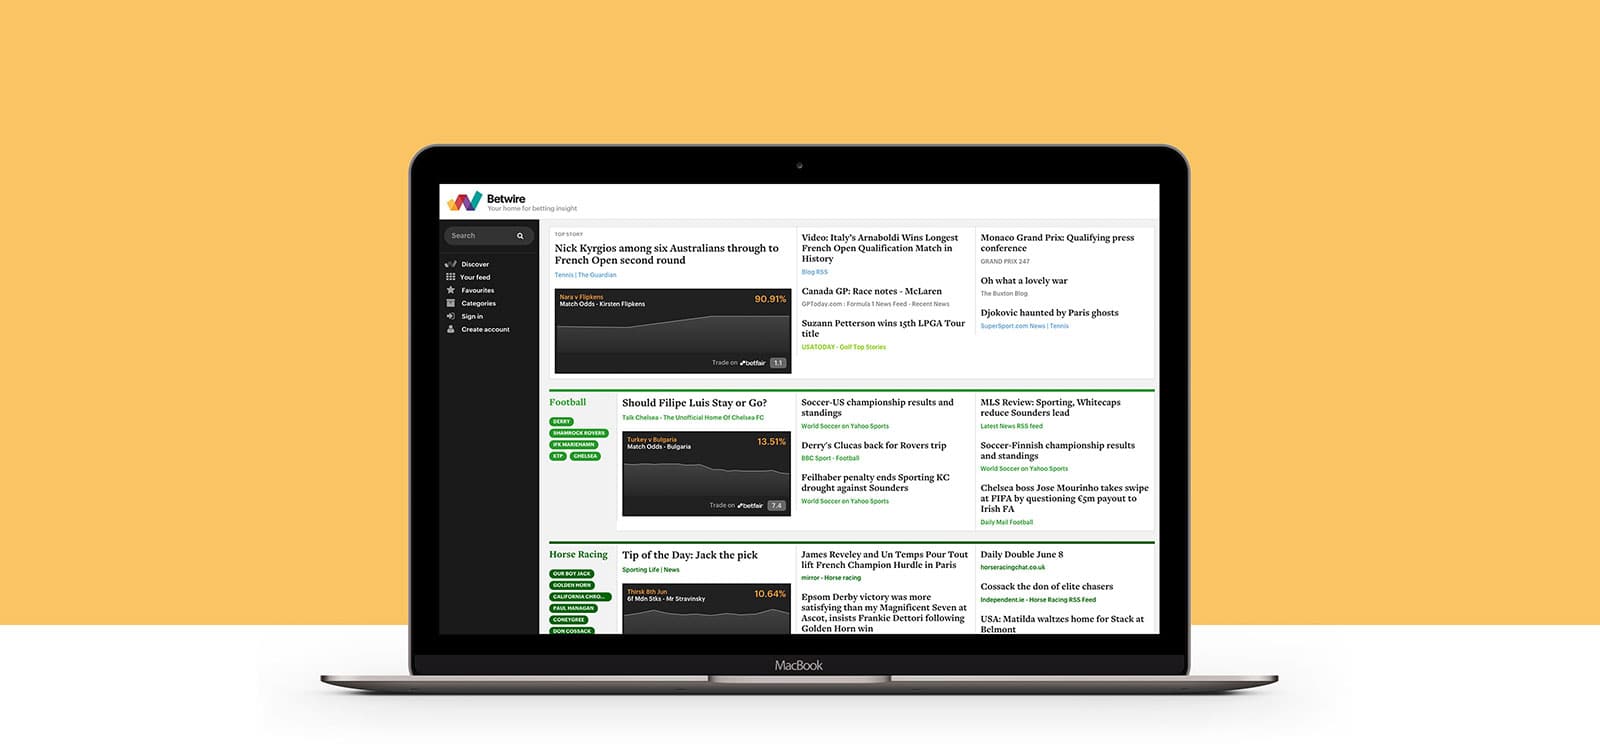 Betwire
Your home for betting insight
Search
Discover
Your feed
Favourites
Categories
Sign in
Create account
TOP STORY
Nick Kyrgios among six Australians through to
French Open second round
Tennis | The Guardian
Nara v Flipkens
Match Odds - Kirsten Flipkens
90.91%
Trade on betfair 1.1
Video: Italy's Arnaboldi Wins Longest
French Open Qualification Match in
History
Blog RSS
Canada GP: Race notes - McLaren
GPToday.com : Formula 1 News Feed - Recent News
Suzann Petterson wins 15th LPGA Tour
title
USATODAY - Golf Top Stories
Monaco Grand Prix: Qualifying press
conference
GRAND PRIX 247
Oh what a lovely war
The Buxton Blog
Djokovic haunted by Paris ghosts
SuperSport.com News | Tennis
Football
DERRY
SHAMROCK ROVERS
IFK MARIEHAMN
KTP CHELSEA
Should Filipe Luis Stay or Go?
Talk Chelsea - The Unofficial Home Of Chelsea FC
Turkey v Bulgaria
Match Odds - Bulgaria
13.51%
Trade on betfair 7.4
Soccer-US championship results and
standings
World Soccer on Yahoo Sports
Derry's Clucas back for Rovers trip
BBC Sport - Football
Feilhaber penalty ends Sporting KC
drought against Sounders
World Soccer on Yahoo Sports
MLS Review: Sporting, Whitecaps
reduce Sounders lead
Latest News RSS feed
Soccer-Finnish championship results
and standings
World Soccer on Yahoo Sports
Chelsea boss Jose Mourinho takes swipe
at FIFA by questioning €5m payout to
Irish FA
Daily Mail Football
Horse Racing
OUR BOY JACK
GOLDEN HORN
CALIFORNIA CHRO...
PAUL HANAGAN
CONEYGREE
DON COSSACK
Tip of the Day: Jack the pick
Sporting Life | News
Thirsk 8th Jun
6f Mdn Stks - Mr Stravinsky
10.64%
James Reveley and Un Temps Pour Tout
lift French Champion Hurdle in Paris
mirror - Horse racing
Epsom Derby victory was more
satisfying than my Magnificent Seven at
Ascot, insists Frankie Dettori following
Golden Horn win
Daily Double June 8
horseracingchat.co.uk
Cossack the don of elite chasers
Independent.ie - Horse Racing RSS Feed
USA: Matilda waltzes home for Stack at
Belmont
MacBook